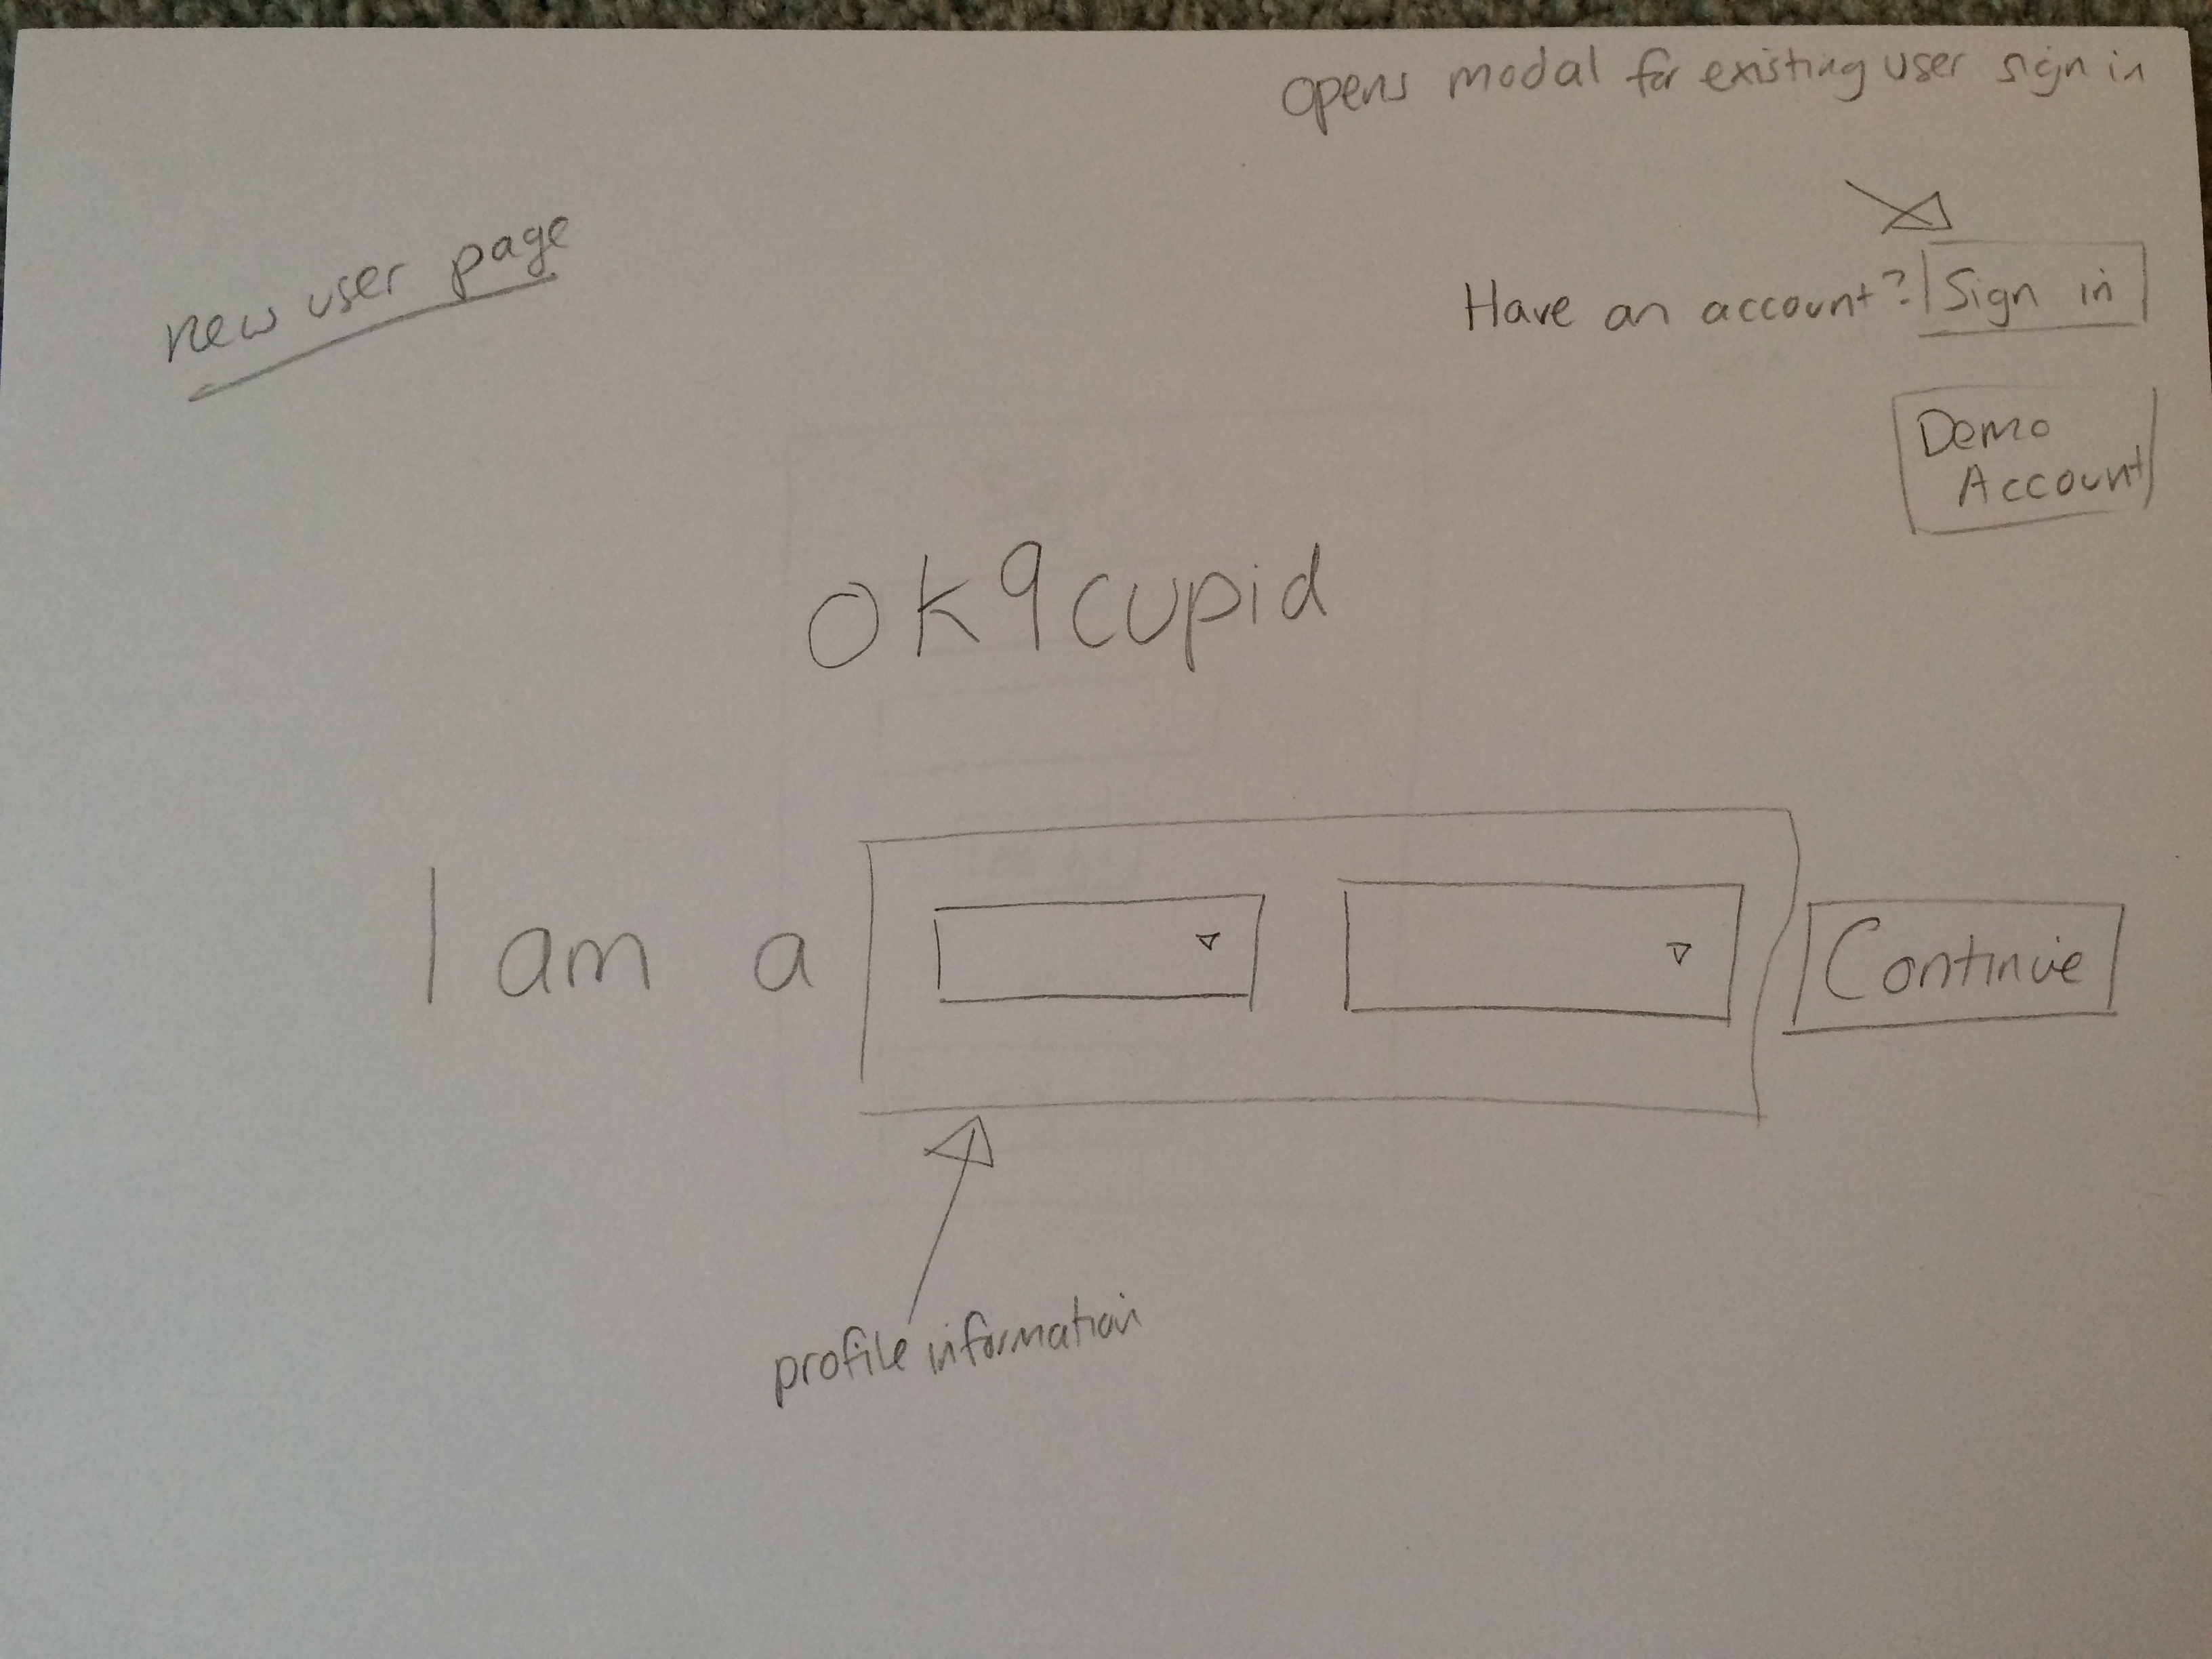 opens modal for existing user sign in
new user page
Have an account? Sign in
Demo
Account
ok9cupid
I am a
Continue
profile information